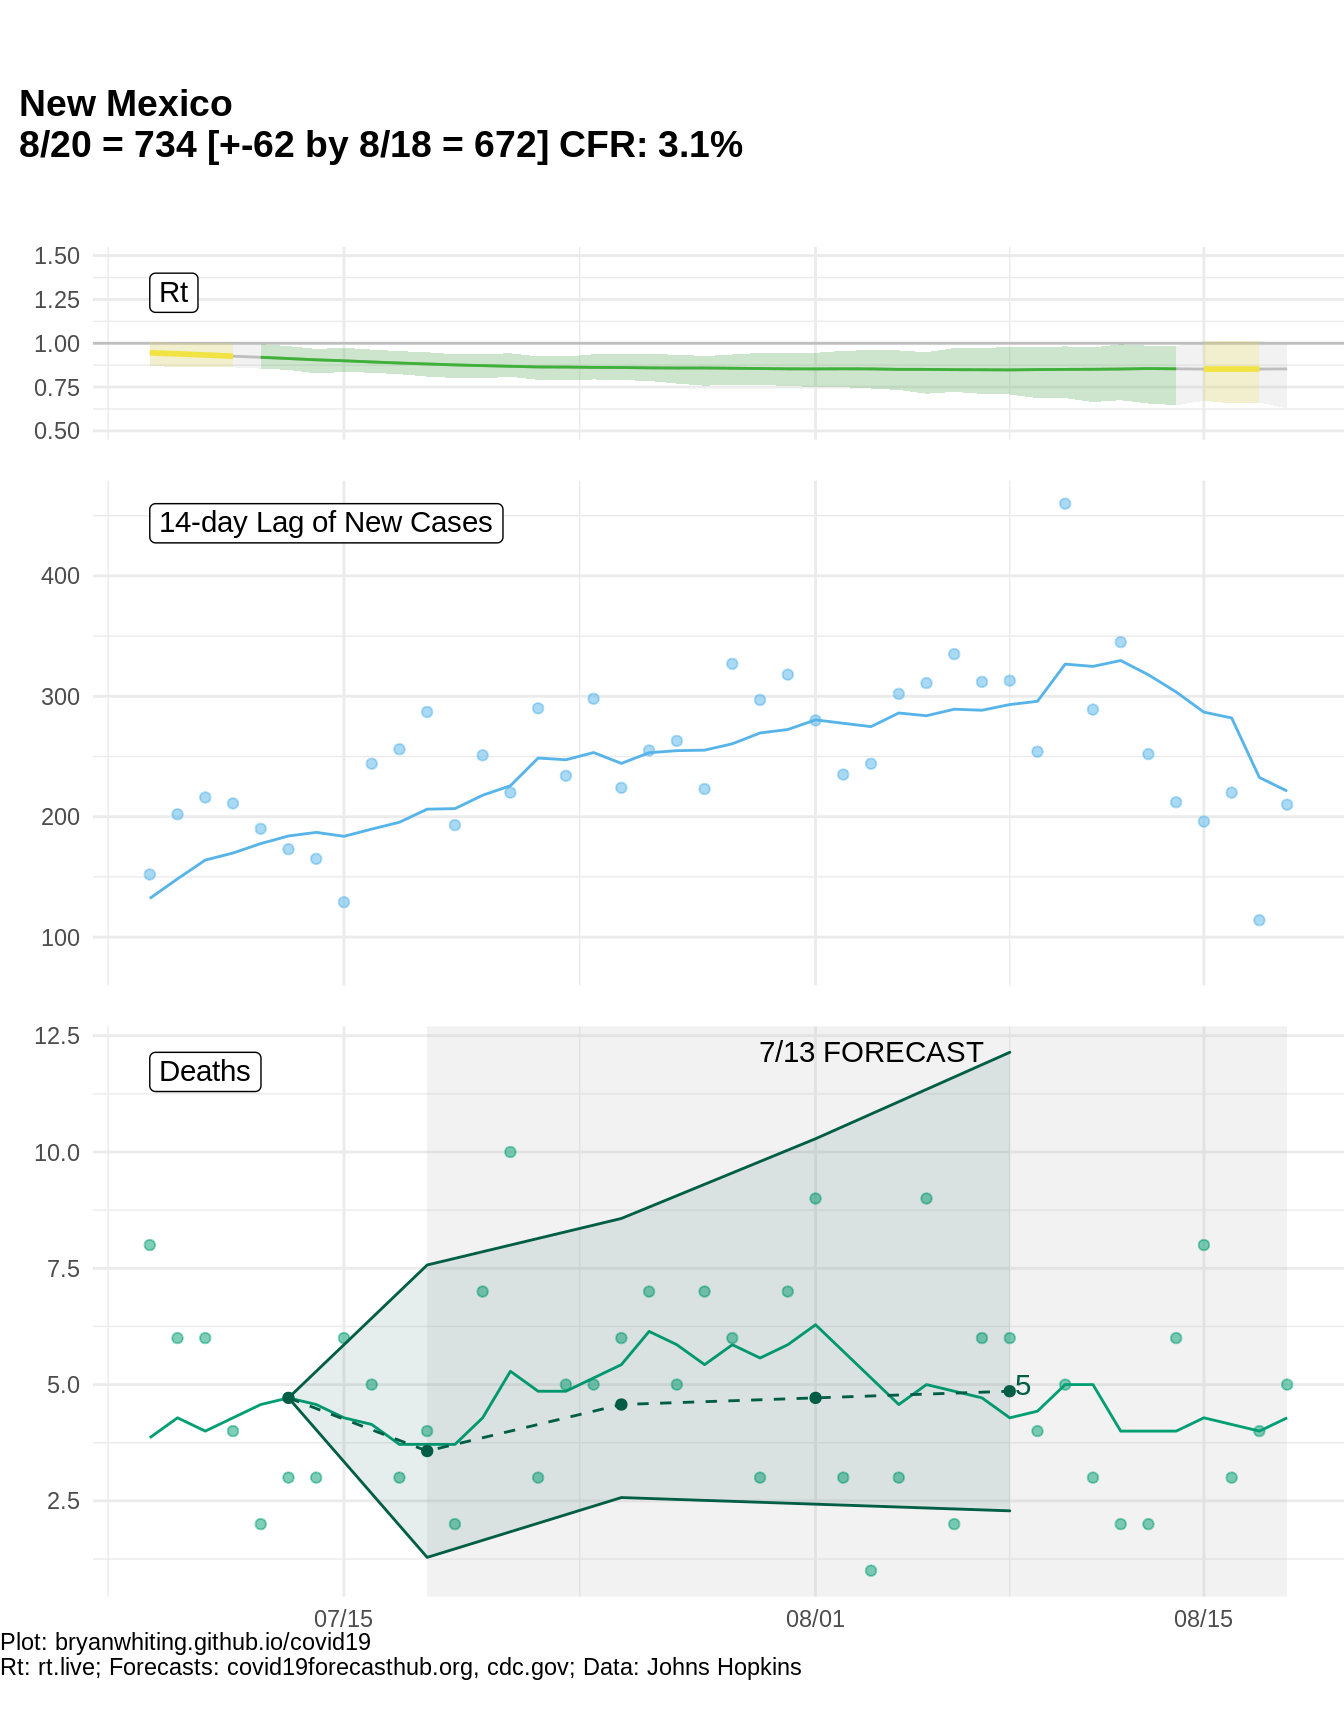 New Mexico
8/20 = 734 [+-62 by 8/18 = 672] CFR: 3.1%
1.50
Rt
1.25
1.00
0.75
0.50
14-day Lag of New Cases
400
300
200
100
12.5
7/13 FORECAST
Deaths
10.0
7.5
5.0
5
2.5
07/15 08/01 08/15
Plot: bryanwhiting.github.io/covid19
Rt: rt.live; Forecasts: covid19forecasthub.org, cdc.gov; Data: Johns Hopkins